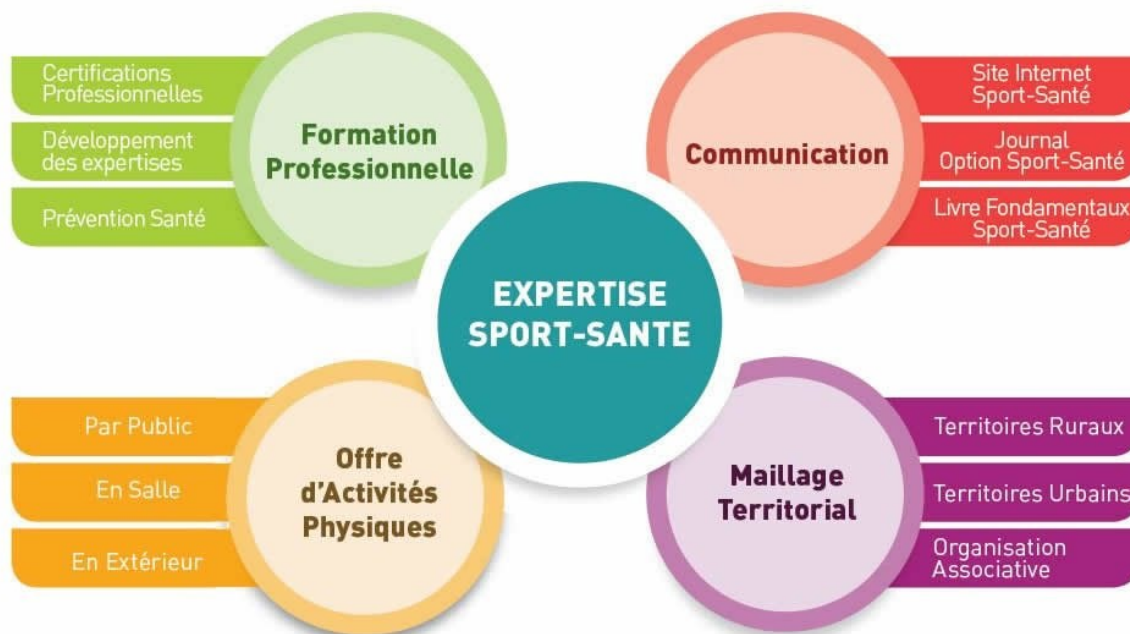 Certifications
Professionnelles
Développement
des expertises
Prévention Santé
Formation
Professionnelle
Communication
Site Internet
Sport-Santé
Journal
Option Sport-Santé
Livre Fondamentaux
Sport-Santé
EXPERTISE
SPORT-SANTE
Par Public
En Salle
En Extérieur
Offre
d'Activités
Physiques
Maillage
Territorial
Territoires Ruraux
Territoires Urbains
Organisation
Associative